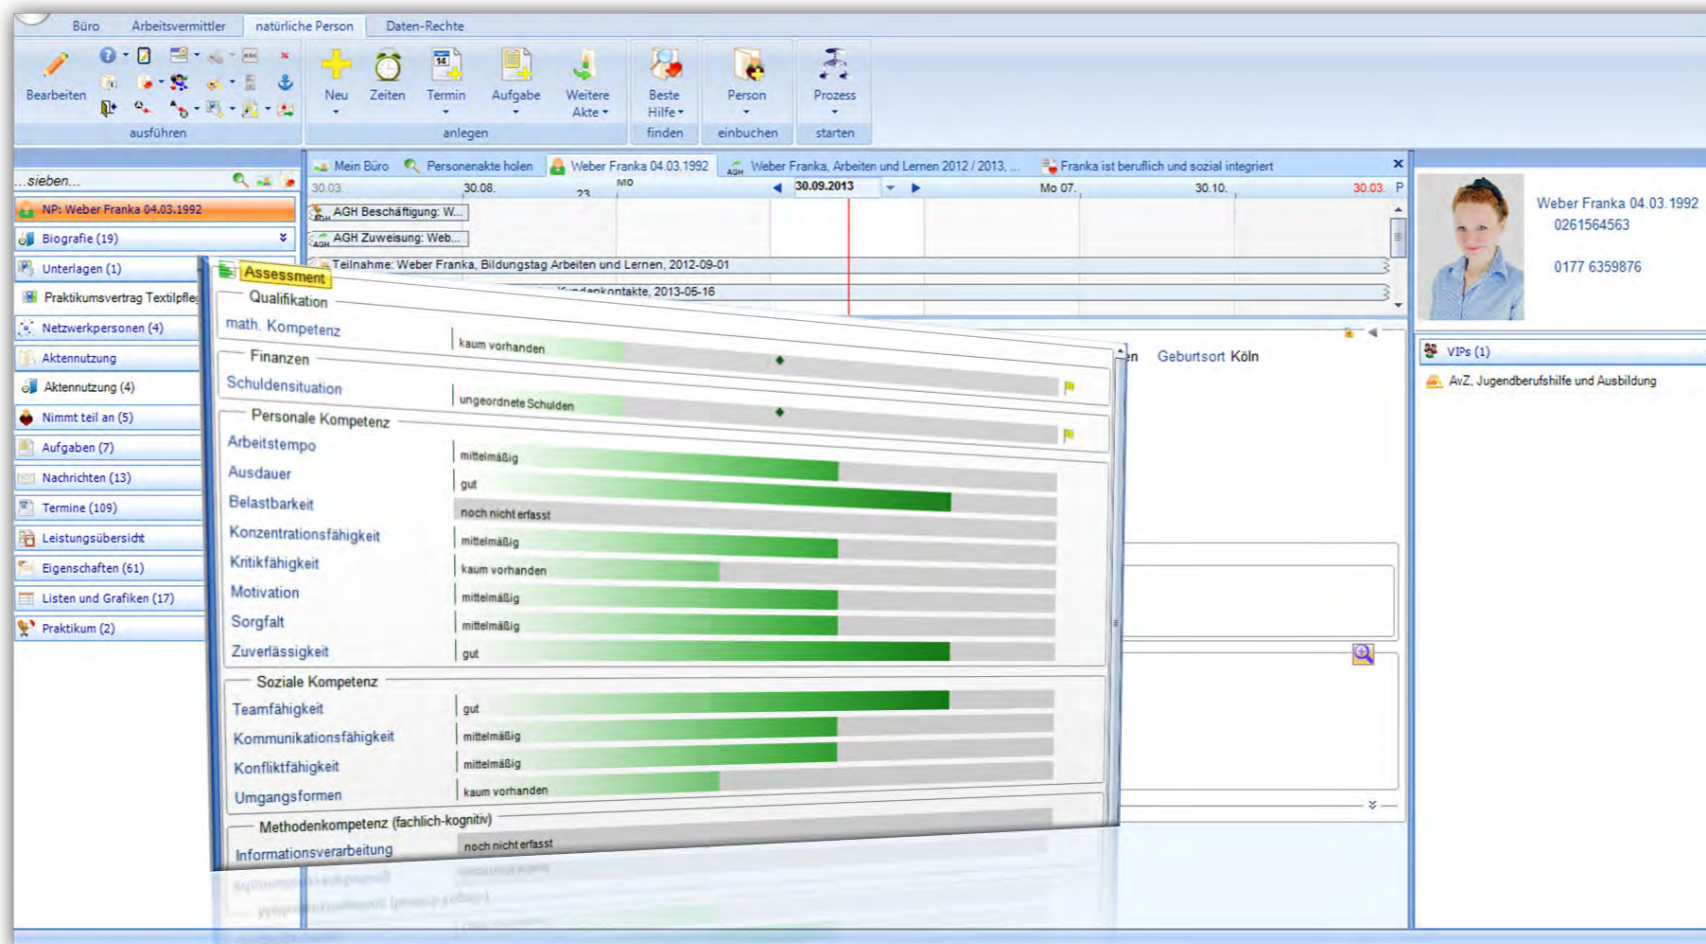 Büro Arbeitsvermittler natürliche Person Daten-Rechte
Bearbeiten
ausführen
Neu Zeiten Termin Aufgabe Weitere Akte
anlegen
Beste Hilfe
finden
Person
einbuchen
Prozess
starten
...sieben...
NP: Weber Franka 04.03.1992
Biografie (19)
Unterlagen (1)
Praktikumsvertrag Textilpfle
Netzwerkpersonen (4)
Aktennutzung
Aktennutzung (4)
Nimmt teil an (5)
Aufgaben (7)
Nachrichten (13)
Termine (109)
Leistungsübersicht
Eigenschaften (61)
Listen und Grafiken (17)
Praktikum (2)
Mein Büro Personenakte holen Weber Franka 04.03.1992 AGH Weber Franka, Arbeiten und Lernen 2012 / 2013, ... Franka ist beruflich und sozial integriert
30.03. 30.08. 23 Mo 30.09.2013 Mo 07. 30.10. 30.03. P
AGH AGH Beschäftigung: W...
AGH AGH Zuweisung: Web...
Teilnahme: Weber Franka, Bildungstag Arbeiten und Lernen, 2012-09-01
Kundenkontakte, 2013-05-16
en Geburtsort Köln
Assessment
Qualifikation
math. Kompetenz kaum vorhanden
Finanzen
Schuldensituation ungeordnete Schulden
Personale Kompetenz
Arbeitstempo mittelmäßig
Ausdauer gut
Belastbarkeit noch nicht erfasst
Konzentrationsfähigkeit mittelmäßig
Kritikfähigkeit kaum vorhanden
Motivation mittelmäßig
Sorgfalt mittelmäßig
Zuverlässigkeit gut
Soziale Kompetenz
Teamfähigkeit gut
Kommunikationsfähigkeit mittelmäßig
Konfliktfähigkeit mittelmäßig
Umgangsformen kaum vorhanden
Methodenkompetenz (fachlich-kognitiv)
Informationsverarbeitung noch nicht erfasst
Weber Franka 04.03.1992
0261564563
0177 6359876
VIPs (1)
AvZ, Jugendberufshilfe und Ausbildung